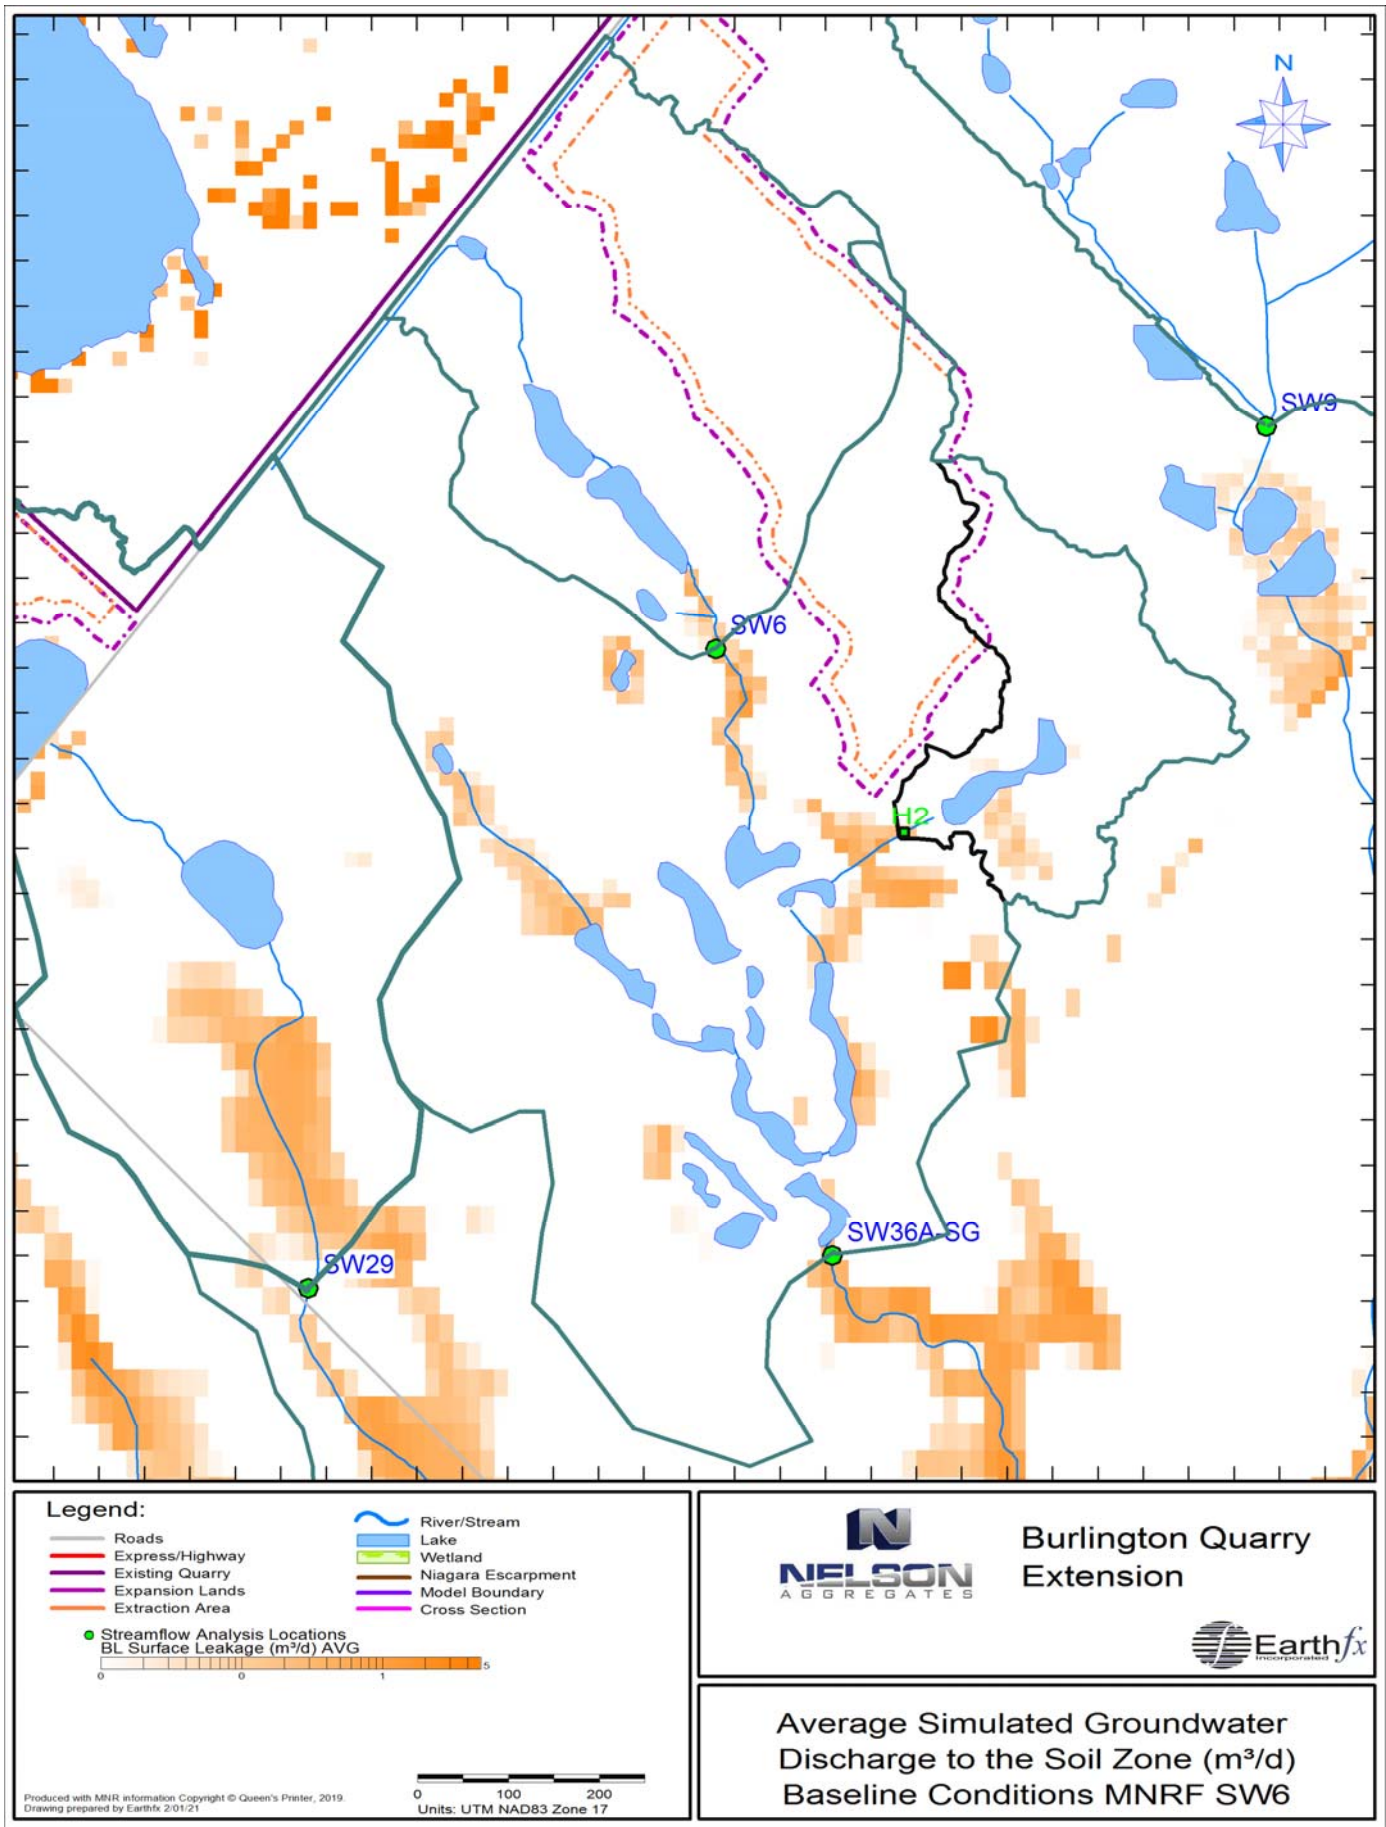 N
SW9
SW6
H2
SW36A-SG
SW29
Legend:
Roads
Express/Highway
Existing Quarry
Expansion Lands
Extraction Area
River/Stream
Lake
Wetland
Niagara Escarpment
Model Boundary
Cross Section
Streamflow Analysis Locations
BL Surface Leakage (m³/d) AVG
0 0 1 5
0 100 200
Units: UTM NAD83 Zone 17
Produced with MNR information Copyright © Queen's Printer, 2019.
Drawing prepared by Earthfx 2/01/21
N
NELSON
AGGREGATES
Burlington Quarry
Extension
Earthfx
Incorporated
Average Simulated Groundwater
Discharge to the Soil Zone (m³/d)
Baseline Conditions MNRF SW6